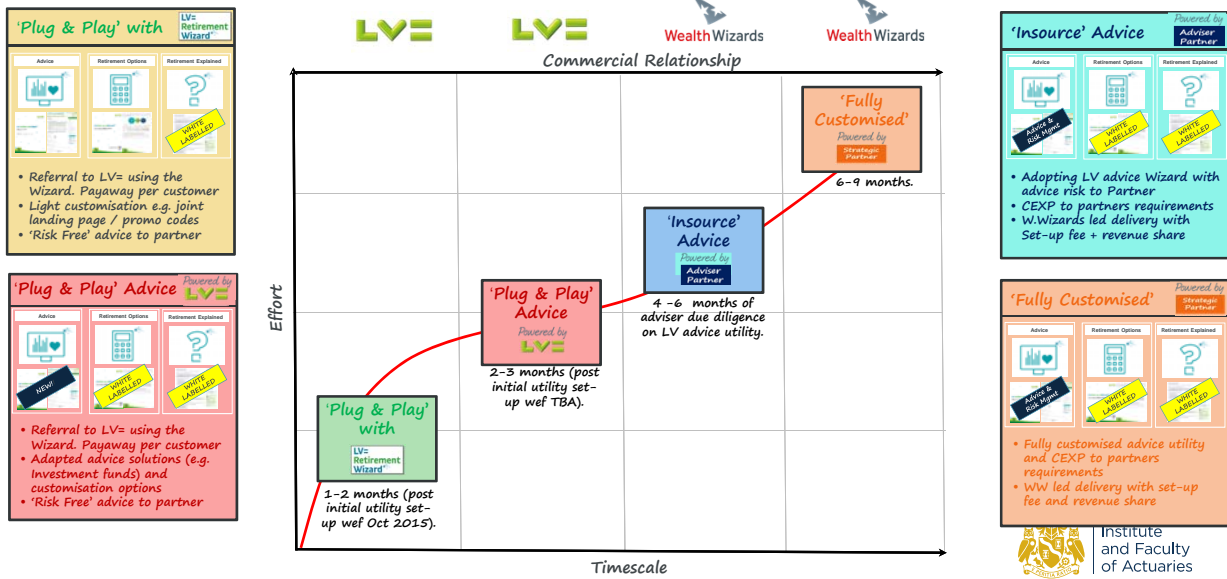 'Plug & Play' with
LV=
Retirement
Wizard
Advice
Retirement Options
Retirement Explained
WHITE
LABELLED
• Referral to LV= using the
Wizard. Payaway per customer
• Light customisation e.g. joint
landing page / promo codes
• 'Risk Free' advice to partner
'Plug & Play' Advice
Powered by
LV=
Advice
Retirement Options
Retirement Explained
NEW!
WHITE
LABELLED
WHITE
LABELLED
• Referral to LV= using the
Wizard. Payaway per customer
• Adapted advice solutions (e.g.
Investment funds) and
customisation options
• 'Risk Free' advice to partner
LV=
LV=
Wealth Wizards
Wealth Wizards
Commercial Relationship
Effort
Timescale
'Fully
Customised'
Powered by
Strategic
Partner
6-9 months.
'Insource'
Advice
Powered by
Adviser
Partner
4 -6 months of
adviser due diligence
on LV advice utility.
'Plug & Play'
Advice
Powered by
LV=
2-3 months (post
initial utility set-
up wef TBA).
'Plug & Play'
with
LV=
Retirement
Wizard
1-2 months (post
initial utility set-
up wef Oct 2015).
'Insource' Advice
Powered by
Adviser
Partner
Advice
Retirement Options
Retirement Explained
Advice &
Risk Mgmt
WHITE
LABELLED
WHITE
LABELLED
• Adopting LV advice Wizard with
advice risk to Partner
• CEXP to partners requirements
• W.Wizards led delivery with
Set-up fee + revenue share
'Fully Customised'
Powered by
Strategic
Partner
Advice
Retirement Options
Retirement Explained
Advice &
Risk Mgmt
WHITE
LABELLED
WHITE
LABELLED
• Fully customised advice utility
and CEXP to partners
requirements
• WW led delivery with set-up
fee and revenue share
Institute
and Faculty
of Actuaries